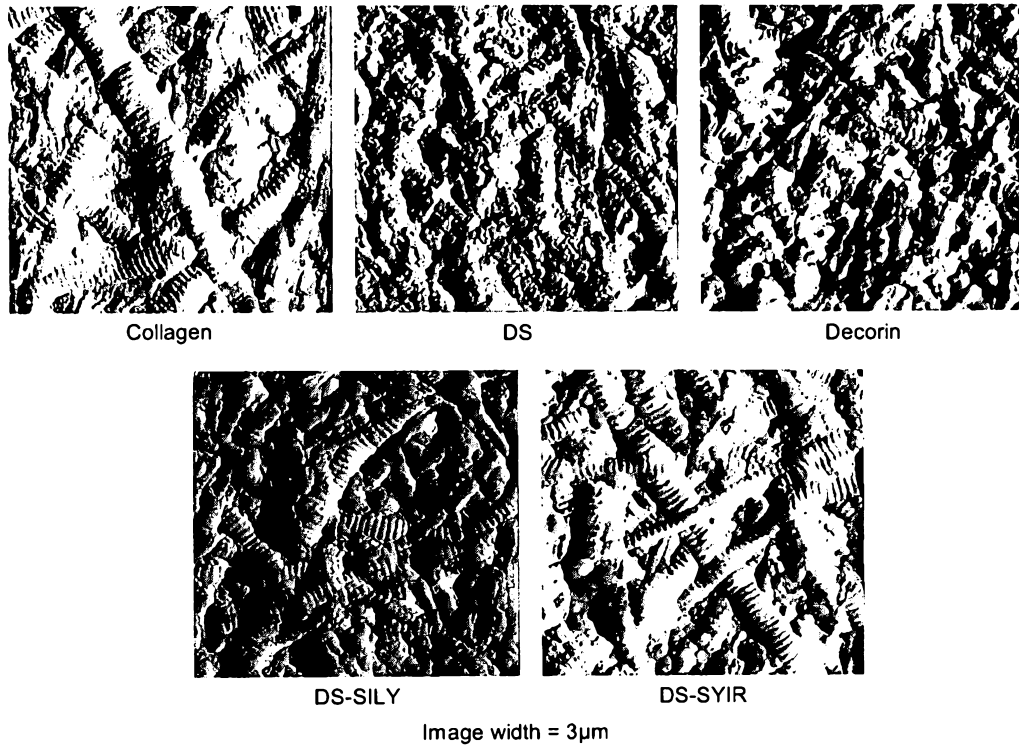 Collagen
DS
Decorin
DS-SILY
DS-SYIR
Image width = 3µm